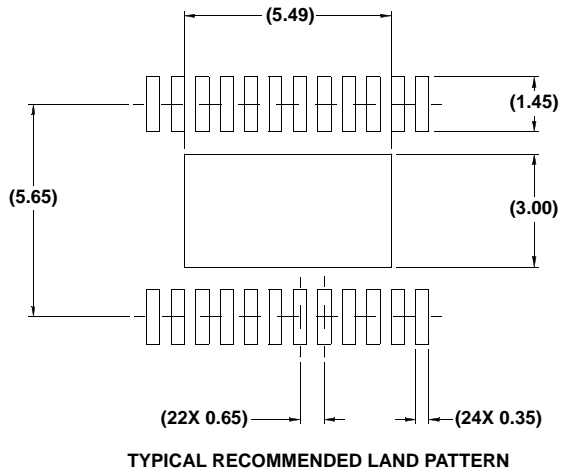 (5.49)
(1.45)
(5.65)
(3.00)
(22X 0.65)
(24X 0.35)
TYPICAL RECOMMENDED LAND PATTERN